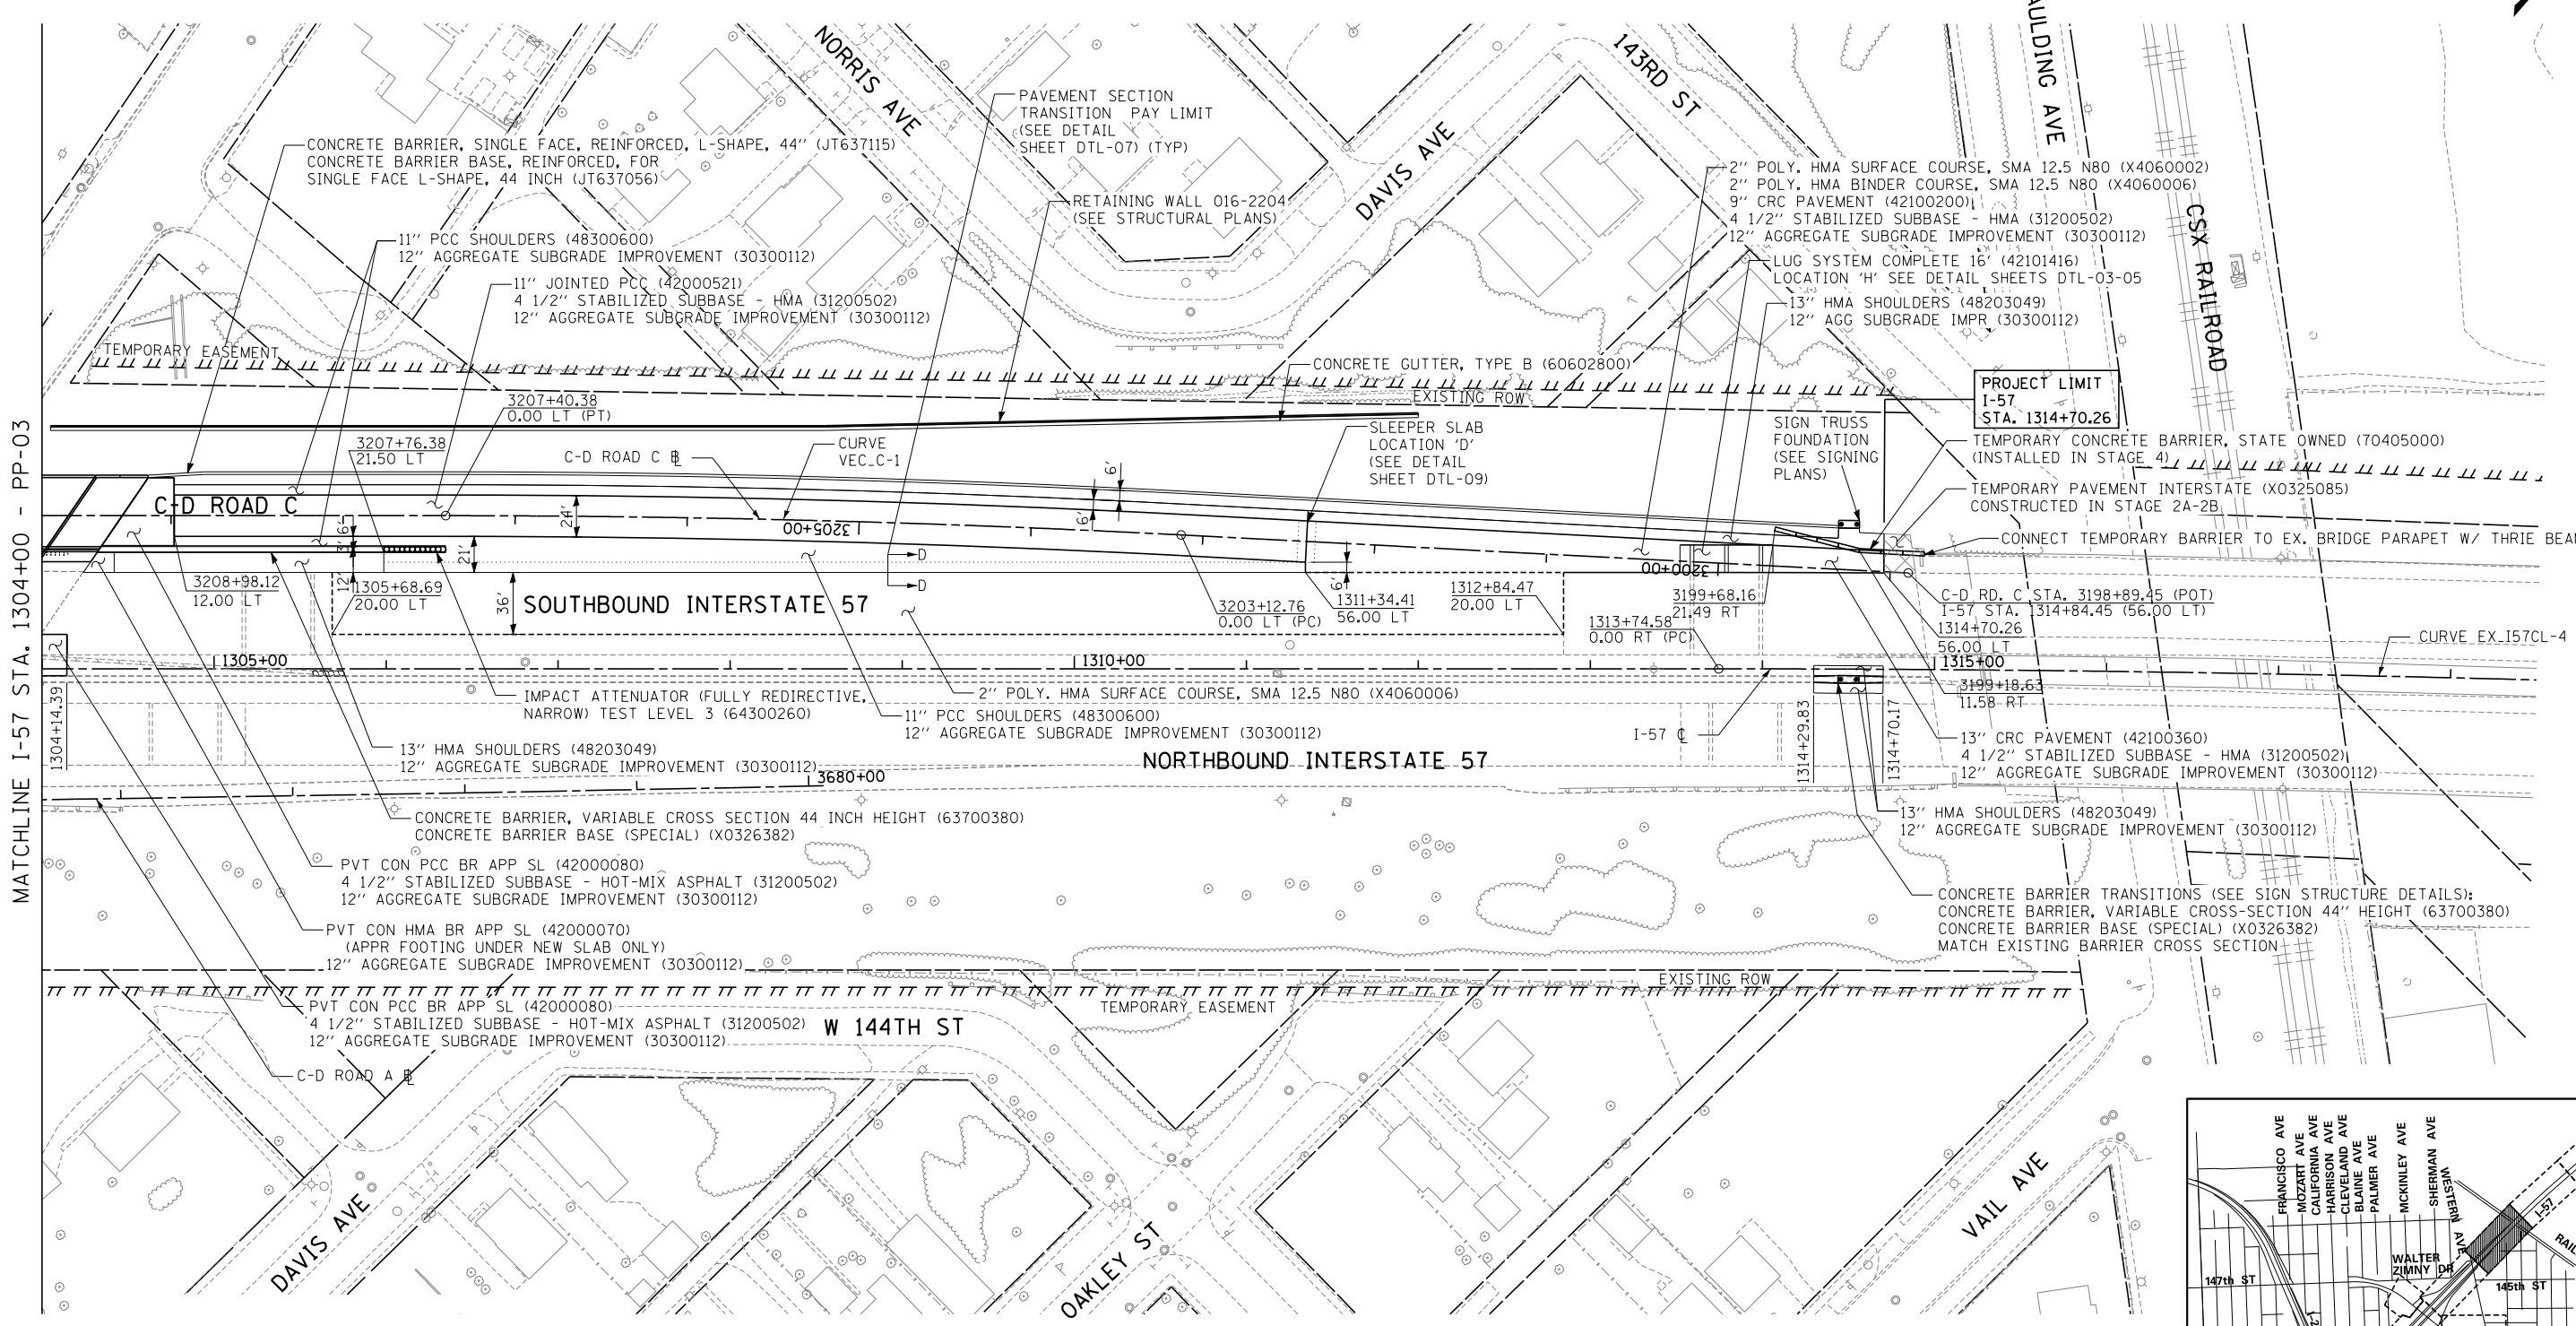 MATCHLINE I-57 STA. 1304+00 - PP-03
NORRIS AVE
DAVIS AVE
143RD ST
AULDING AVE
CSX RAILROAD
CONCRETE BARRIER, SINGLE FACE, REINFORCED, L-SHAPE, 44" (JT637115)
CONCRETE BARRIER BASE, REINFORCED, FOR
SINGLE FACE L-SHAPE, 44 INCH (JT637056)
11" PCC SHOULDERS (48300600)
12" AGGREGATE SUBGRADE IMPROVEMENT (30300112)
11" JOINTED PCC (42000521)
4 1/2" STABILIZED SUBBASE - HMA (31200502)
12" AGGREGATE SUBGRADE IMPROVEMENT (30300112)
PAVEMENT SECTION
TRANSITION PAY LIMIT
(SEE DETAIL
SHEET DTL-07) (TYP)
RETAINING WALL 016-2204
(SEE STRUCTURAL PLANS)
2" POLY. HMA SURFACE COURSE, SMA 12.5 N80 (X4060002)
2" POLY. HMA BINDER COURSE, SMA 12.5 N80 (X4060006)
9" CRC PAVEMENT (42100200)
4 1/2" STABILIZED SUBBASE - HMA (31200502)
12" AGGREGATE SUBGRADE IMPROVEMENT (30300112)
LUG SYSTEM COMPLETE 16' (42101416)
LOCATION 'H' SEE DETAIL SHEETS DTL-03-05
13" HMA SHOULDERS (48203049)
12" AGG SUBGRADE IMPR (30300112)
TEMPORARY EASEMENT
CONCRETE GUTTER, TYPE B (60602800)
EXISTING ROW
PROJECT LIMIT
I-57
STA. 1314+70.26
3207+40.38
0.00 LT (PT)
3207+76.38
21.50 LT
C-D ROAD C ℄
CURVE
VEC_C-1
SLEEPER SLAB
LOCATION 'D'
(SEE DETAIL
SHEET DTL-09)
SIGN TRUSS
FOUNDATION
(SEE SIGNING
PLANS)
TEMPORARY CONCRETE BARRIER, STATE OWNED (70405000)
(INSTALLED IN STAGE 4)
TEMPORARY PAVEMENT INTERSTATE (X0325085)
CONSTRUCTED IN STAGE 2A-2B
CONNECT TEMPORARY BARRIER TO EX. BRIDGE PARAPET W/ THRIE BEA
C-D ROAD C
3205+00
3200+00
24'
21'
6'
16'
6'
3'
6'
12'
36'
6'
D
D
3208+98.12
12.00 LT
1305+68.69
20.00 LT
SOUTHBOUND INTERSTATE 57
3203+12.76
0.00 LT (PC)
1311+34.41
56.00 LT
1312+84.47
20.00 LT
3199+68.16
21.49 RT
1313+74.58
0.00 RT (PC)
C-D RD. C STA. 3198+89.45 (POT)
I-57 STA. 1314+84.45 (56.00 LT)
1314+70.26
56.00 LT
CURVE EX_I57CL-4
1305+00
1310+00
1315+00
1304+14.39
IMPACT ATTENUATOR (FULLY REDIRECTIVE,
NARROW) TEST LEVEL 3 (64300260)
2" POLY. HMA SURFACE COURSE, SMA 12.5 N80 (X4060006)
11" PCC SHOULDERS (48300600)
12" AGGREGATE SUBGRADE IMPROVEMENT (30300112)
3199+18.63
11.58 RT
I-57 ℄
1314+29.83
1314+70.17
13" HMA SHOULDERS (48203049)
12" AGGREGATE SUBGRADE IMPROVEMENT (30300112)
NORTHBOUND INTERSTATE 57
3680+00
13" CRC PAVEMENT (42100360)
4 1/2" STABILIZED SUBBASE - HMA (31200502)
12" AGGREGATE SUBGRADE IMPROVEMENT (30300112)
13" HMA SHOULDERS (48203049)
12" AGGREGATE SUBGRADE IMPROVEMENT (30300112)
CONCRETE BARRIER, VARIABLE CROSS SECTION 44 INCH HEIGHT (63700380)
CONCRETE BARRIER BASE (SPECIAL) (X0326382)
PVT CON PCC BR APP SL (42000080)
4 1/2" STABILIZED SUBBASE - HOT-MIX ASPHALT (31200502)
12" AGGREGATE SUBGRADE IMPROVEMENT (30300112)
CONCRETE BARRIER TRANSITIONS (SEE SIGN STRUCTURE DETAILS):
CONCRETE BARRIER, VARIABLE CROSS-SECTION 44" HEIGHT (63700380)
CONCRETE BARRIER BASE (SPECIAL) (X0326382)
MATCH EXISTING BARRIER CROSS SECTION
PVT CON HMA BR APP SL (42000070)
(APPR FOOTING UNDER NEW SLAB ONLY)
12" AGGREGATE SUBGRADE IMPROVEMENT (30300112)
EXISTING ROW
TEMPORARY EASEMENT
PVT CON PCC BR APP SL (42000080)
4 1/2" STABILIZED SUBBASE - HOT-MIX ASPHALT (31200502)
12" AGGREGATE SUBGRADE IMPROVEMENT (30300112)
W 144TH ST
C-D ROAD A ℄
DAVIS AVE
OAKLEY ST
VAIL AVE
FRANCISCO AVE
MOZART AVE
CALIFORNIA AVE
HARRISON AVE
CLEVELAND AVE
BLAINE AVE
PALMER AVE
MCKINLEY AVE
SHERMAN AVE
WESTERN AVE
I-57
WALTER
ZIMNY DR
147th ST
145th ST